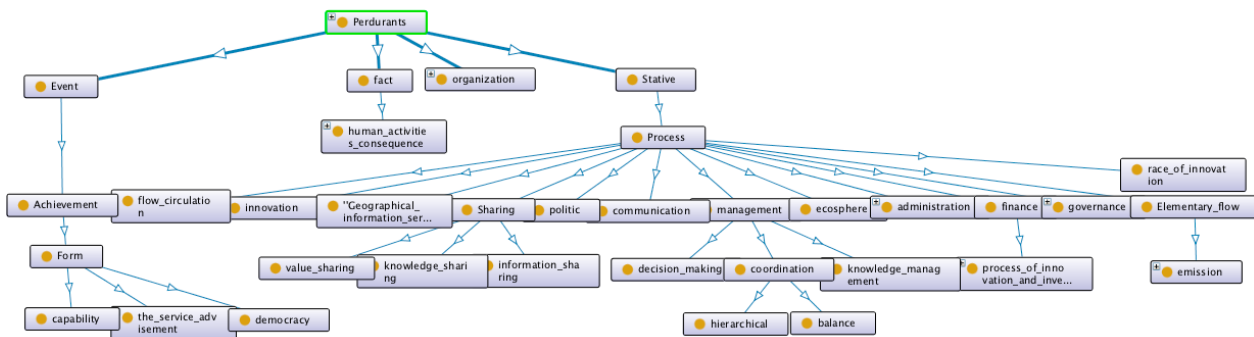 Perdurants
Event
fact
organization
Stative
human_activitie
s_consequence
Process
race_of_innovat
ion
Achievement
flow_circulatio
n
innovation
"Geographical_
information_ser...
Sharing
politic
communication
management
ecosphere
administration
finance
governance
Elementary_flow
Form
value_sharing
knowledge_shari
ng
information_sha
ring
decision_making
coordination
knowledge_manag
ement
process_of_inno
vation_and_inve...
emission
capability
the_service_adv
isement
democracy
hierarchical
balance